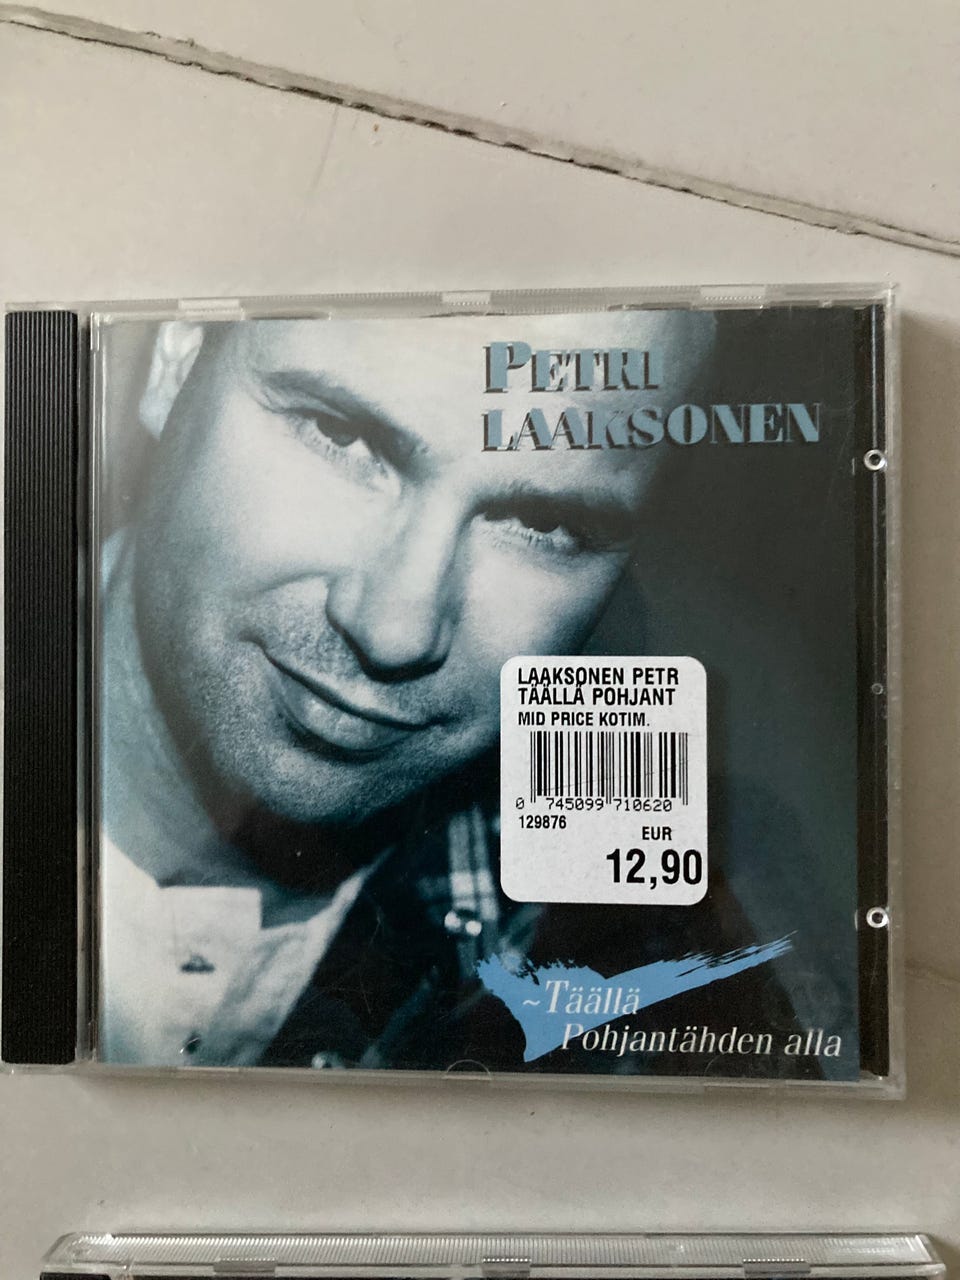 PETRI
LAAKSONEN
LAAKSONEN PETR
TÄÄLLÄ POHJANT
MID PRICE KOTIM.
0 745099 710620
129876
EUR
12,90
~Täällä
Pohjantähden alla